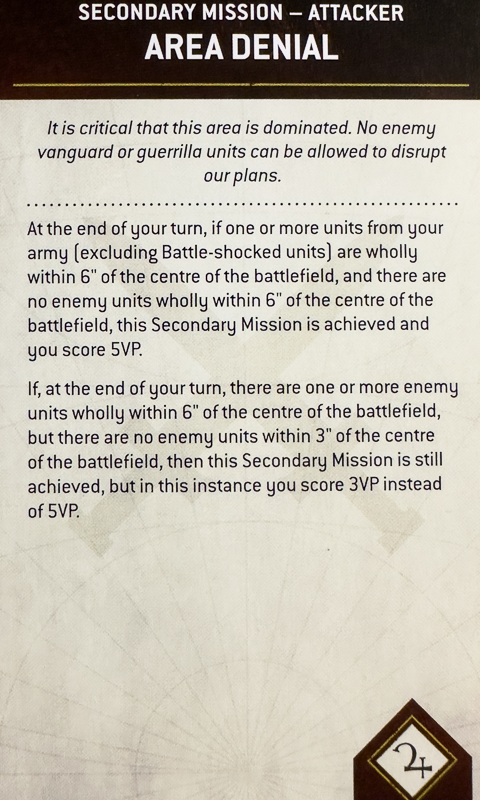 SECONDARY MISSION – ATTACKER
AREA DENIAL
It is critical that this area is dominated. No enemy
vanguard or guerrilla units can be allowed to disrupt
our plans.
At the end of your turn, if one or more units from your
army (excluding Battle-shocked units) are wholly
within 6" of the centre of the battlefield, and there are
no enemy units wholly within 6" of the centre of the
battlefield, this Secondary Mission is achieved and
you score 5VP.
If, at the end of your turn, there are one or more enemy
units wholly within 6" of the centre of the battlefield,
but there are no enemy units within 3" of the centre
of the battlefield, then this Secondary Mission is still
achieved, but in this instance you score 3VP instead
of 5VP.